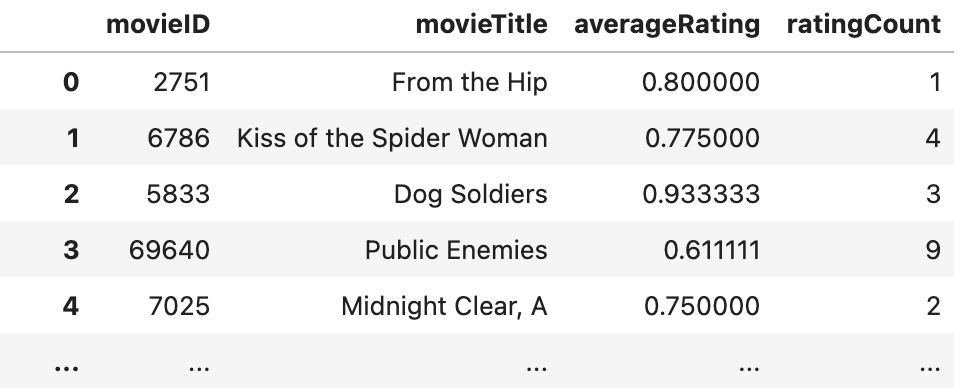 movieID movieTitle averageRating ratingCount
0 2751 From the Hip 0.800000 1
1 6786 Kiss of the Spider Woman 0.775000 4
2 5833 Dog Soldiers 0.933333 3
3 69640 Public Enemies 0.611111 9
4 7025 Midnight Clear, A 0.750000 2
... ... ... ... ...